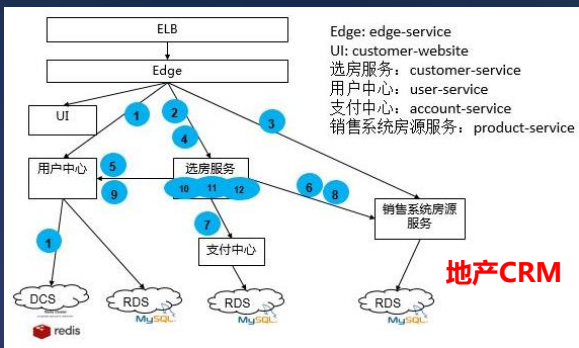 ELB
Edge: edge-service
UI: customer-website
选房服务：customer-service
用户中心：user-service
支付中心：account-service
销售系统房源服务：product-service
Edge
UI
1
2
3
4
用户中心
5
9
选房服务
10
11
12
6
8
销售系统房源
服务
1
7
支付中心
地产CRM
DCS
RDS
RDS
RDS
MySQL
MySQL
MySQL
redis